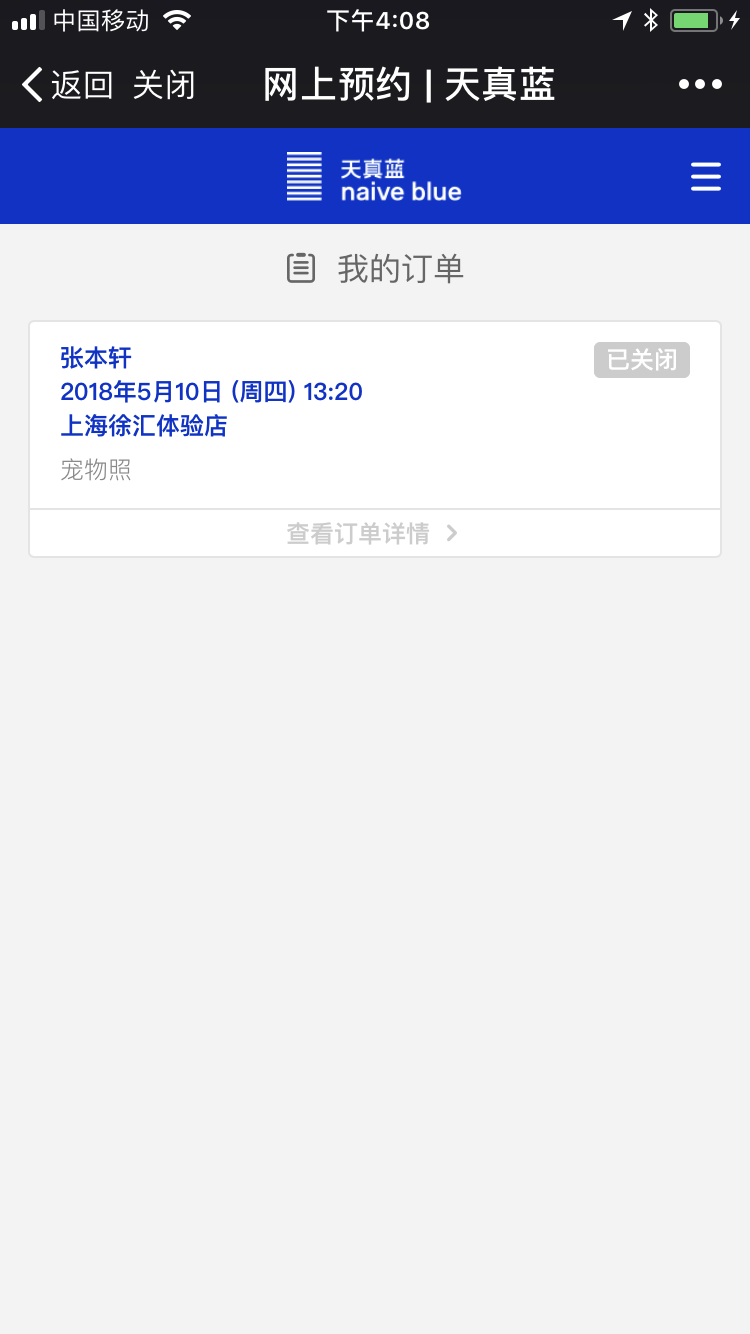 中国移动 下午4:08
返回 关闭 网上预约 | 天真蓝
天真蓝
naive blue
我的订单
张本轩 已关闭
2018年5月10日 (周四) 13:20
上海徐汇体验店
宠物照
查看订单详情